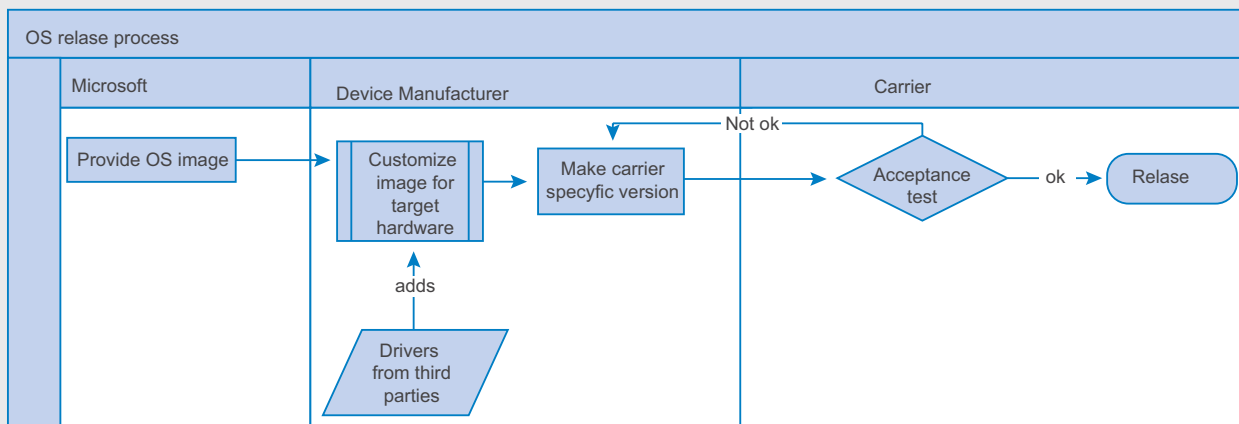 OS relase process
Microsoft
Device Manufacturer
Carrier
Provide OS image
Customize
image for
target
hardware
Make carrier
specyfic version
Not ok
Acceptance
test
ok
Relase
adds
Drivers
from third
parties